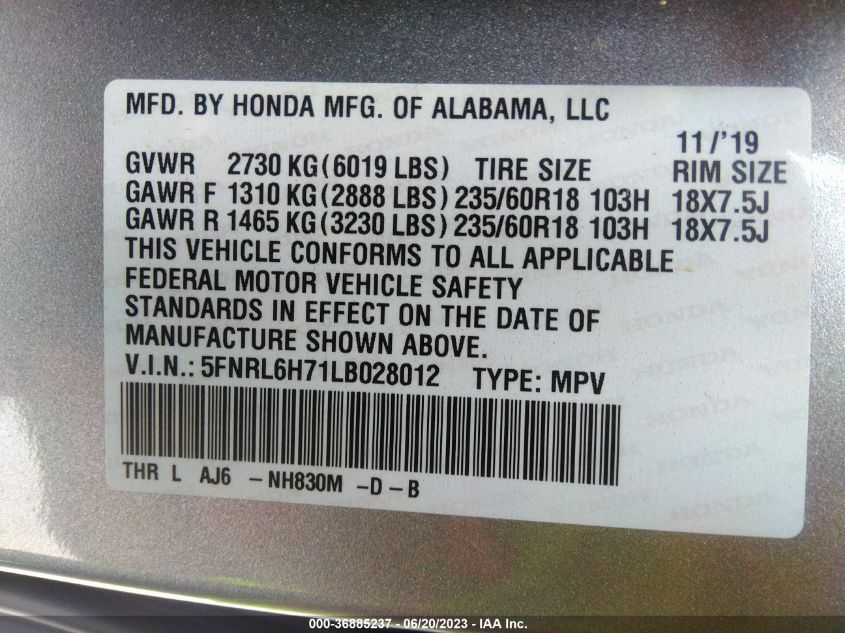 MFD. BY HONDA MFG. OF ALABAMA, LLC
11/'19
GVWR 2730 KG(6019 LBS) TIRE SIZE RIM SIZE
GAWR F 1310 KG(2888 LBS) 235/60R18 103H 18X7.5J
GAWR R 1465 KG(3230 LBS) 235/60R18 103H 18X7.5J
THIS VEHICLE CONFORMS TO ALL APPLICABLE
FEDERAL MOTOR VEHICLE SAFETY
STANDARDS IN EFFECT ON THE DATE OF
MANUFACTURE SHOWN ABOVE.
V.I.N.: 5FNRL6H71LB028012 TYPE: MPV
THR L AJ6 -NH830M -D-B
000-36885237 - 06/20/2023 - IAA Inc.